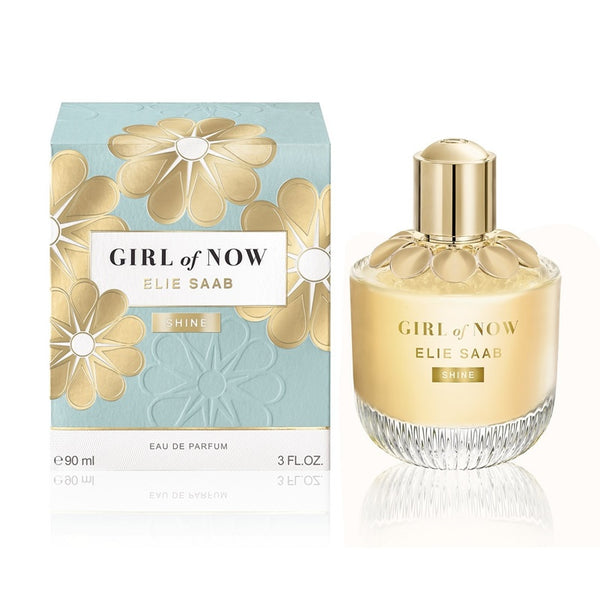 GIRL of NOW
ELIE SAAB
SHINE
EAU DE PARFUM
℮90 ml 3 FL.OZ.
GIRL of NOW
ELIE SAAB
SHINE